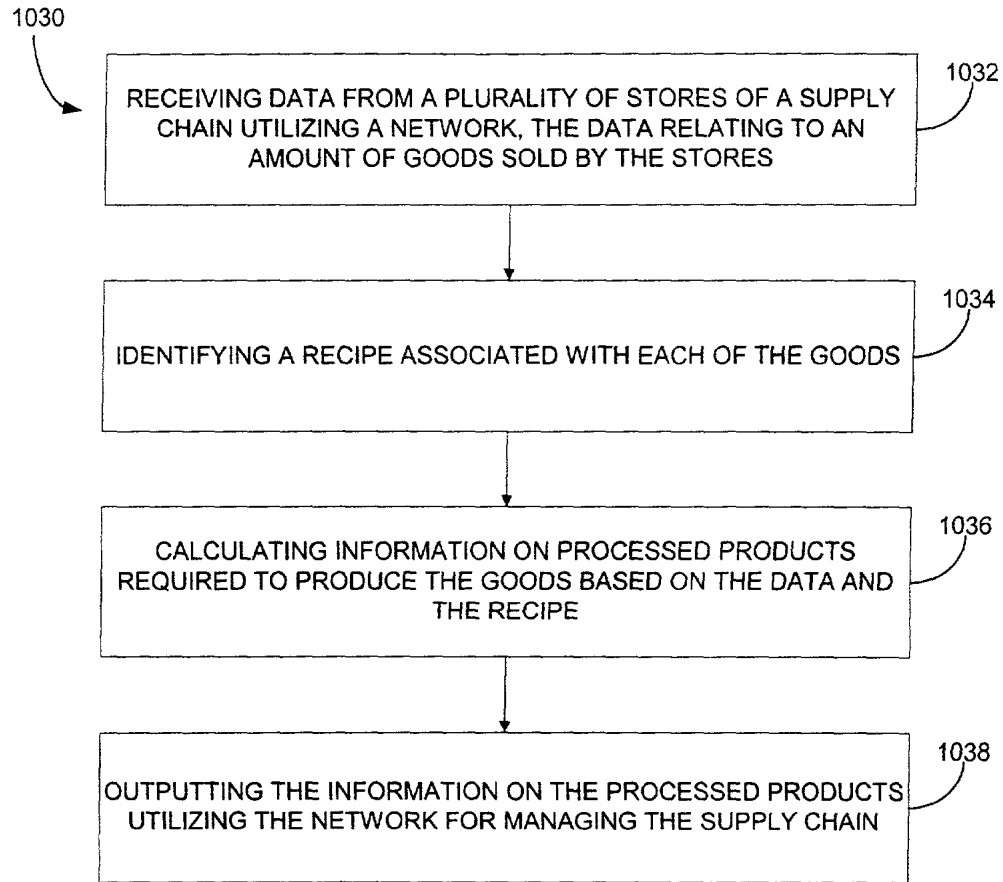 1030
1032
RECEIVING DATA FROM A PLURALITY OF STORES OF A SUPPLY
CHAIN UTILIZING A NETWORK, THE DATA RELATING TO AN
AMOUNT OF GOODS SOLD BY THE STORES
1034
IDENTIFYING A RECIPE ASSOCIATED WITH EACH OF THE GOODS
1036
CALCULATING INFORMATION ON PROCESSED PRODUCTS
REQUIRED TO PRODUCE THE GOODS BASED ON THE DATA AND
THE RECIPE
1038
OUTPUTTING THE INFORMATION ON THE PROCESSED PRODUCTS
UTILIZING THE NETWORK FOR MANAGING THE SUPPLY CHAIN